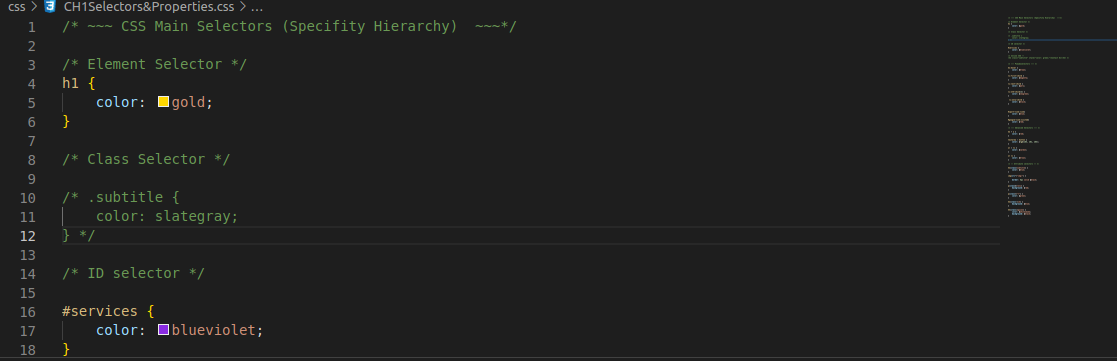 css > CH1Selectors&Properties.css > ...
1 /* ~~~ CSS Main Selectors (Specifity Hierarchy)  ~~~*/
2
3 /* Element Selector */
4 h1 {
5     color: gold;
6 }
7
8 /* Class Selector */
9
10 /* .subtitle {
11     color: slategray;
12 } */
13
14 /* ID selector */
15
16 #services {
17     color: blueviolet;
18 }